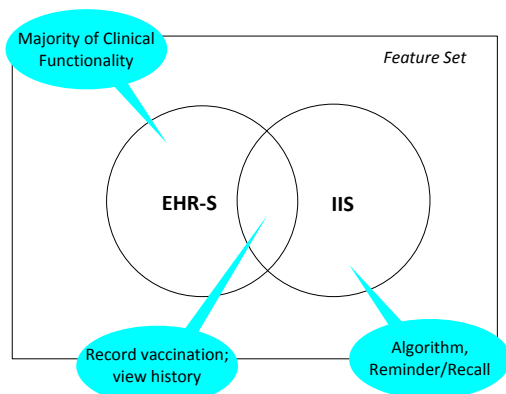 Majority of Clinical
Functionality
Feature Set
EHR-S
IIS
Record vaccination;
view history
Algorithm,
Reminder/Recall